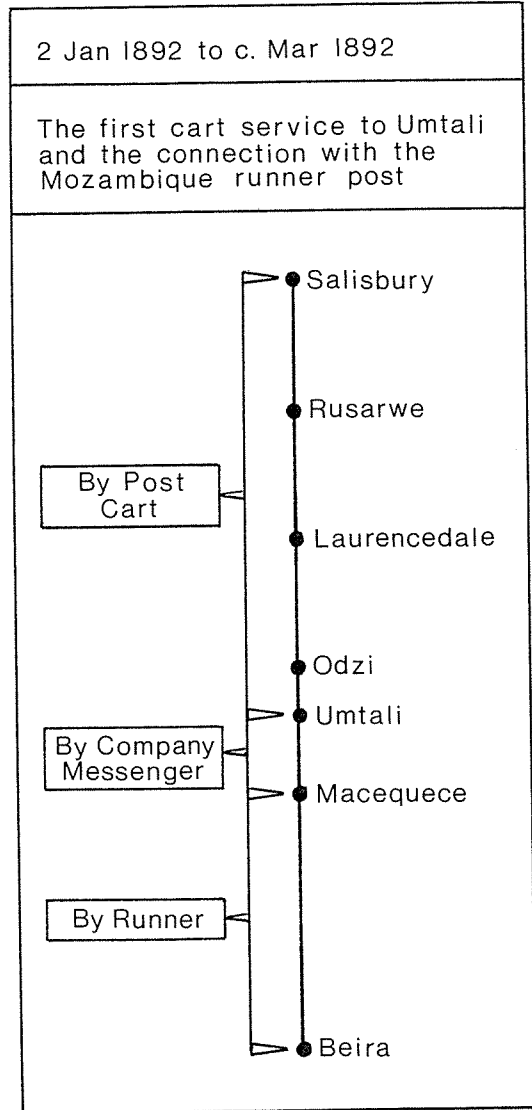 2 Jan 1892 to c. Mar 1892
The first cart service to Umtali
and the connection with the
Mozambique runner post
Salisbury
Rusarwe
By Post
Cart
Laurencedale
Odzi
Umtali
By Company
Messenger
Macequece
By Runner
Beira